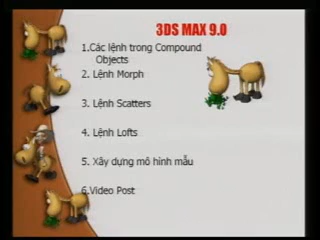 3DS MAX 9.0
1.Các lệnh trong Compound
Objects
2. Lệnh Morph
3. Lệnh Scatters
4. Lệnh Lofts
5. Xây dựng mô hình mẫu
6.Video Post